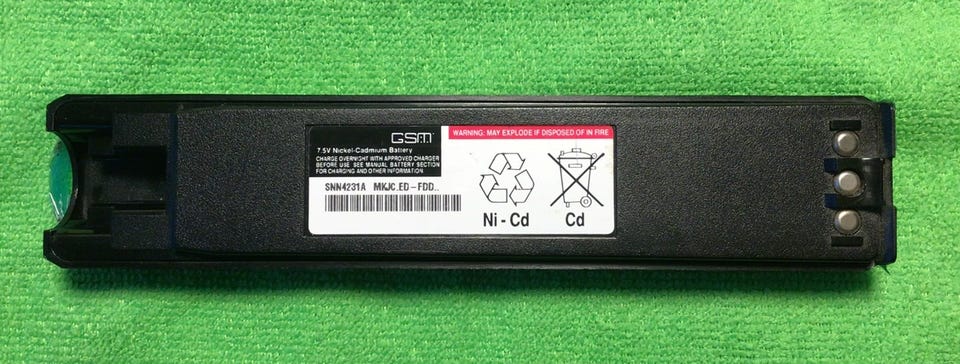 GSM
7.5V Nickel-Cadmium Battery
CHARGE OVERNIGHT WITH APPROVED CHARGER
BEFORE USE SEE MANUAL BATTERY SECTION
FOR CHARGING AND OTHER INFORMATION
SNN4231A MKJC.ED-FDD..
WARNING: MAY EXPLODE IF DISPOSED OF IN FIRE
Ni - Cd
Cd